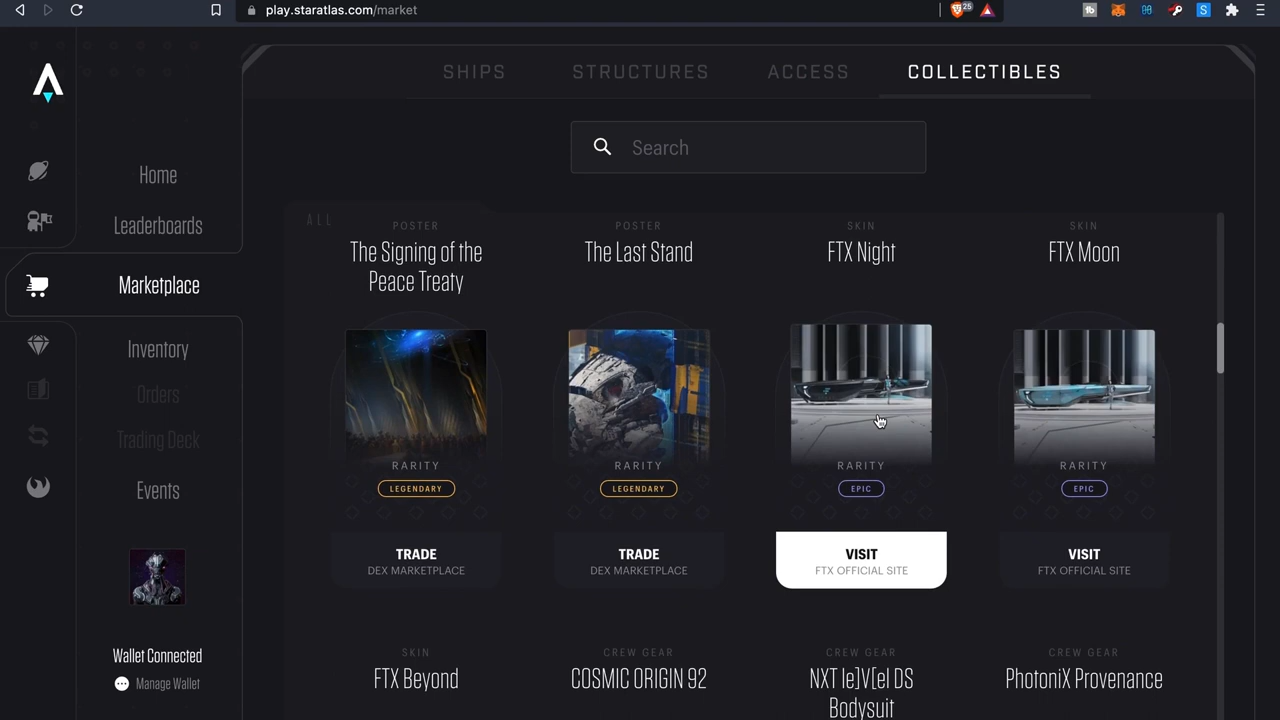 play.staratlas.com/market
25
SHIPS
STRUCTURES
ACCESS
COLLECTIBLES
Search
Home
Leaderboards
Marketplace
Inventory
Orders
Trading Deck
Events
Wallet Connected
Manage Wallet
ALL
POSTER
The Signing of the
Peace Treaty
RARITY
LEGENDARY
TRADE
DEX MARKETPLACE
POSTER
The Last Stand
RARITY
LEGENDARY
TRADE
DEX MARKETPLACE
SKIN
FTX Night
RARITY
EPIC
VISIT
FTX OFFICIAL SITE
SKIN
FTX Moon
RARITY
EPIC
VISIT
FTX OFFICIAL SITE
SKIN
FTX Beyond
CREW GEAR
COSMIC ORIGIN 92
CREW GEAR
NXT le]V[el DS
Bodysuit
CREW GEAR
PhotoniX Provenance